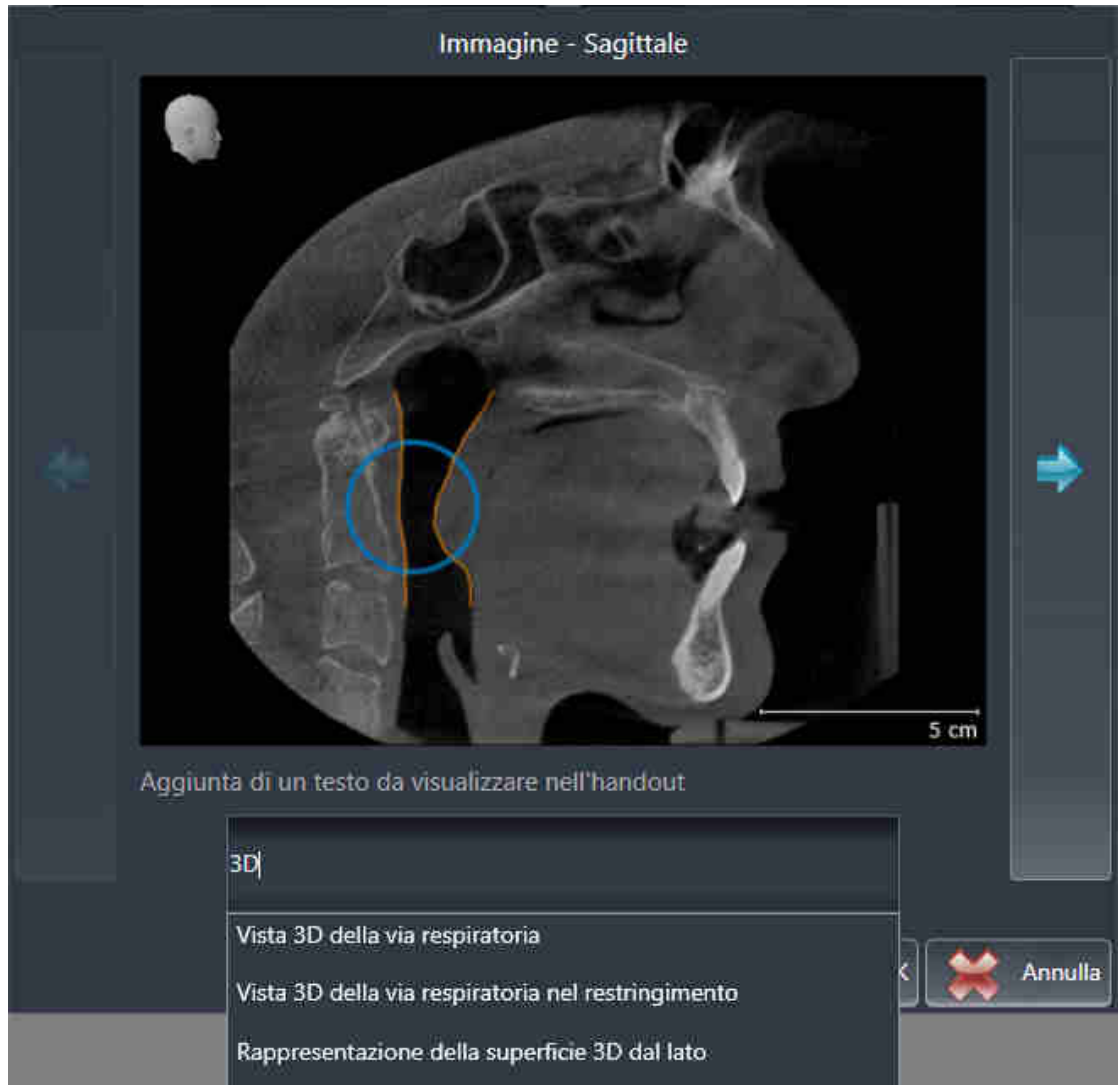 Immagine - Sagittale
5 cm
Aggiunta di un testo da visualizzare nell'handout
3D
Vista 3D della via respiratoria
Vista 3D della via respiratoria nel restringimento
Rappresentazione della superficie 3D dal lato
Annulla